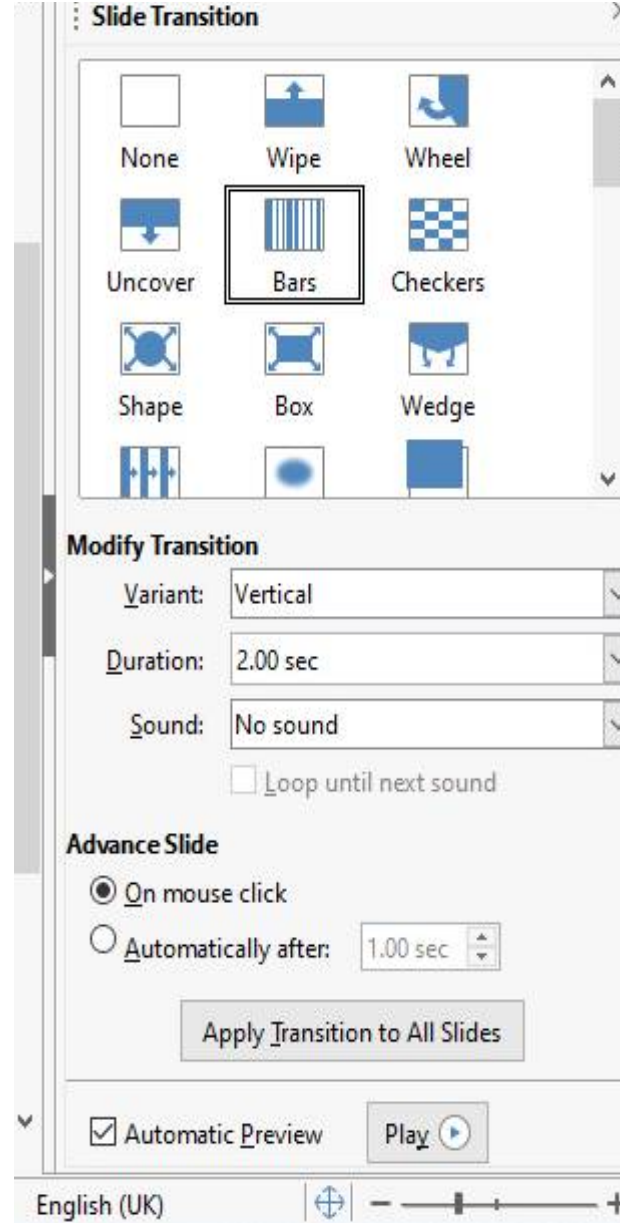 Slide Transition
None Wipe Wheel
Uncover Bars Checkers
Shape Box Wedge
Modify Transition
Variant: Vertical
Duration: 2.00 sec
Sound: No sound
Loop until next sound
Advance Slide
On mouse click
Automatically after: 1.00 sec
Apply Transition to All Slides
Automatic Preview Play
English (UK)